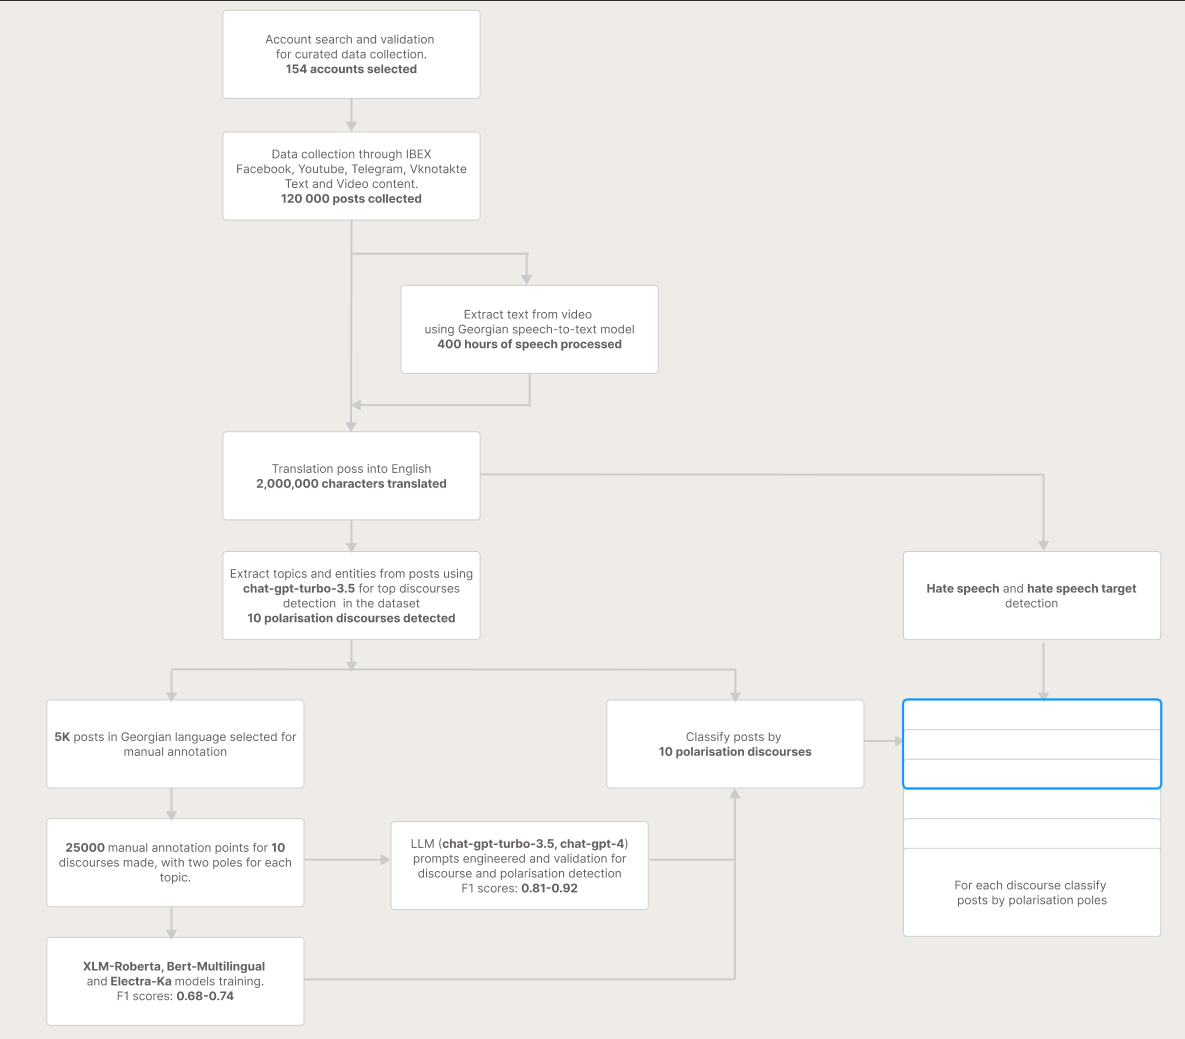 Account search and validation
for curated data collection.
154 accounts selected
Data collection through IBEX
Facebook, Youtube, Telegram, Vknotakte
Text and Video content.
120 000 posts collected
Extract text from video
using Georgian speech-to-text model
400 hours of speech processed
Translation poss into English
2,000,000 characters translated
Extract topics and entities from posts using
chat-gpt-turbo-3.5 for top discourses
detection in the dataset
10 polarisation discourses detected
Hate speech and hate speech target
detection
5K posts in Georgian language selected for
manual annotation
Classify posts by
10 polarisation discourses
25000 manual annotation points for 10
discourses made, with two poles for each
topic.
LLM (chat-gpt-turbo-3.5, chat-gpt-4)
prompts engineered and validation for
discourse and polarisation detection
F1 scores: 0.81-0.92
For each discourse classify
posts by polarisation poles
XLM-Roberta, Bert-Multilingual
and Electra-Ka models training.
F1 scores: 0.68-0.74